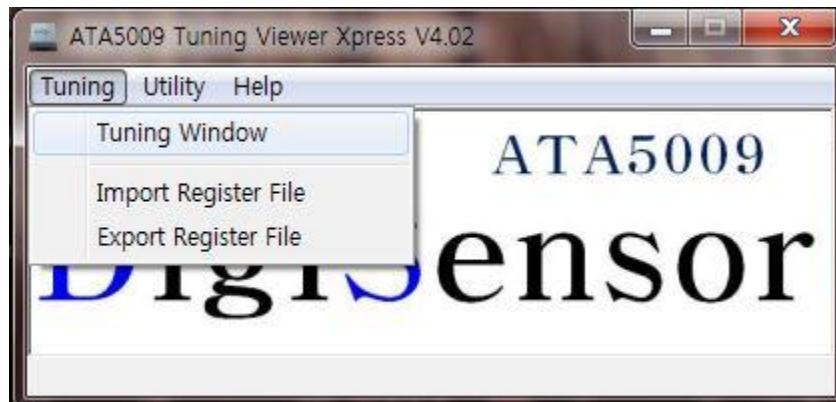 ATA5009 Tuning Viewer Xpress V4.02
Tuning Utility Help
Tuning Window
ATA5009
Import Register File
Export Register File
DigiSensor